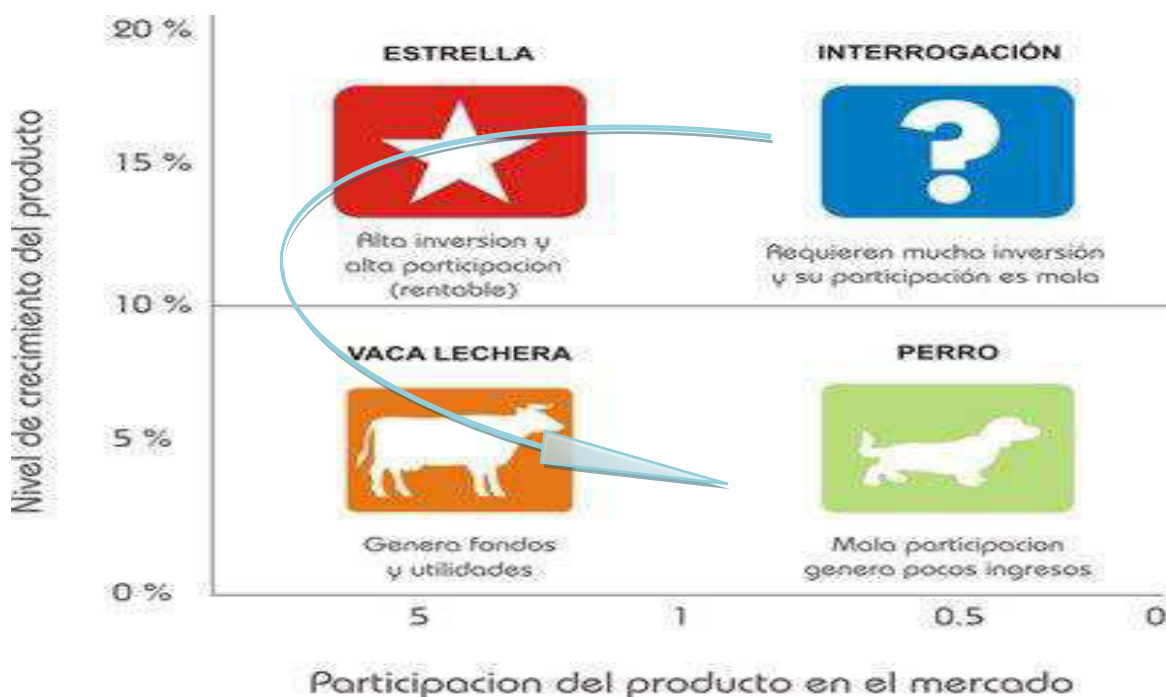 20 %
ESTRELLA
INTERROGACIÓN
?
15 %
Nivel de crecimiento del producto
Alta inversion y
alta participacion
(rentable)
Requieren mucha inversión
y su participación es mala
10 %
VACA LECHERA
PERRO
5 %
Genera fondos
y utilidades
Mala participacion
genera pocos ingresos
0 %
5
1
0.5
0
Participacion del producto en el mercado